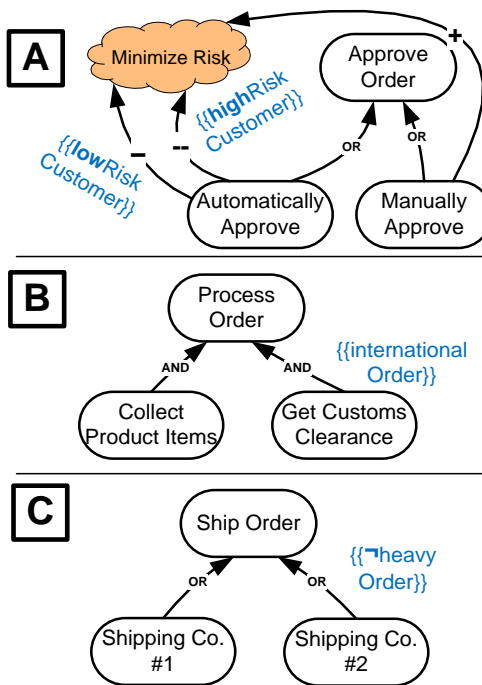 A
Minimize Risk
+
Approve
Order
{{highRisk
Customer}}
{{lowRisk
Customer}}
-
--
OR
OR
Automatically
Approve
Manually
Approve
B
Process
Order
{{international
Order}}
AND
AND
Collect
Product Items
Get Customs
Clearance
C
Ship Order
{{¬heavy
Order}}
OR
OR
Shipping Co.
#1
Shipping Co.
#2